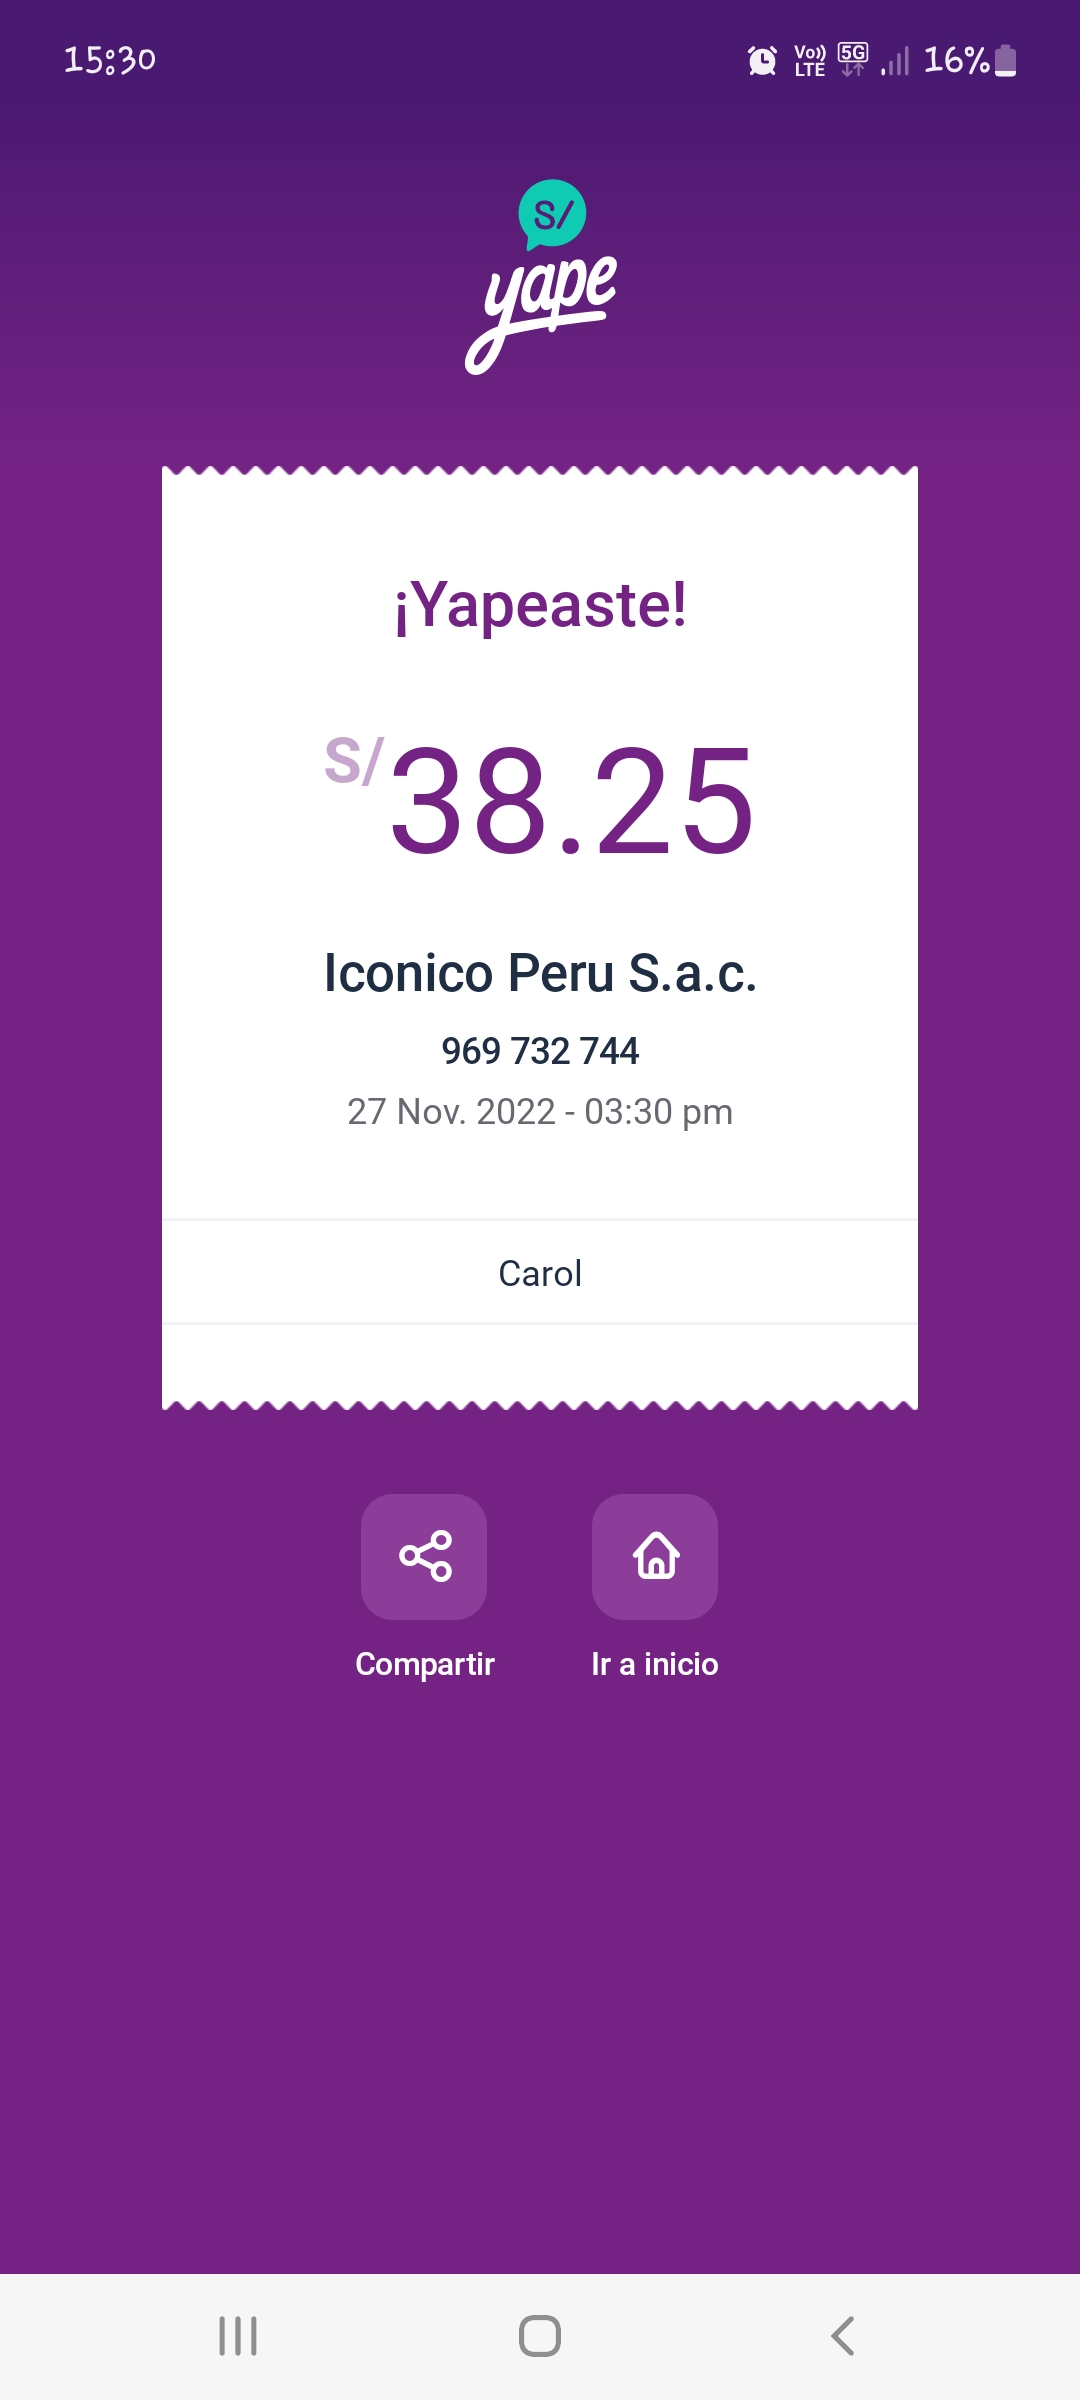 15:30
Vo)) LTE 5G 16%
S/
yape
¡Yapeaste!
S/38.25
Iconico Peru S.a.c.
969 732 744
27 Nov. 2022 - 03:30 pm
Carol
Compartir
Ir a inicio